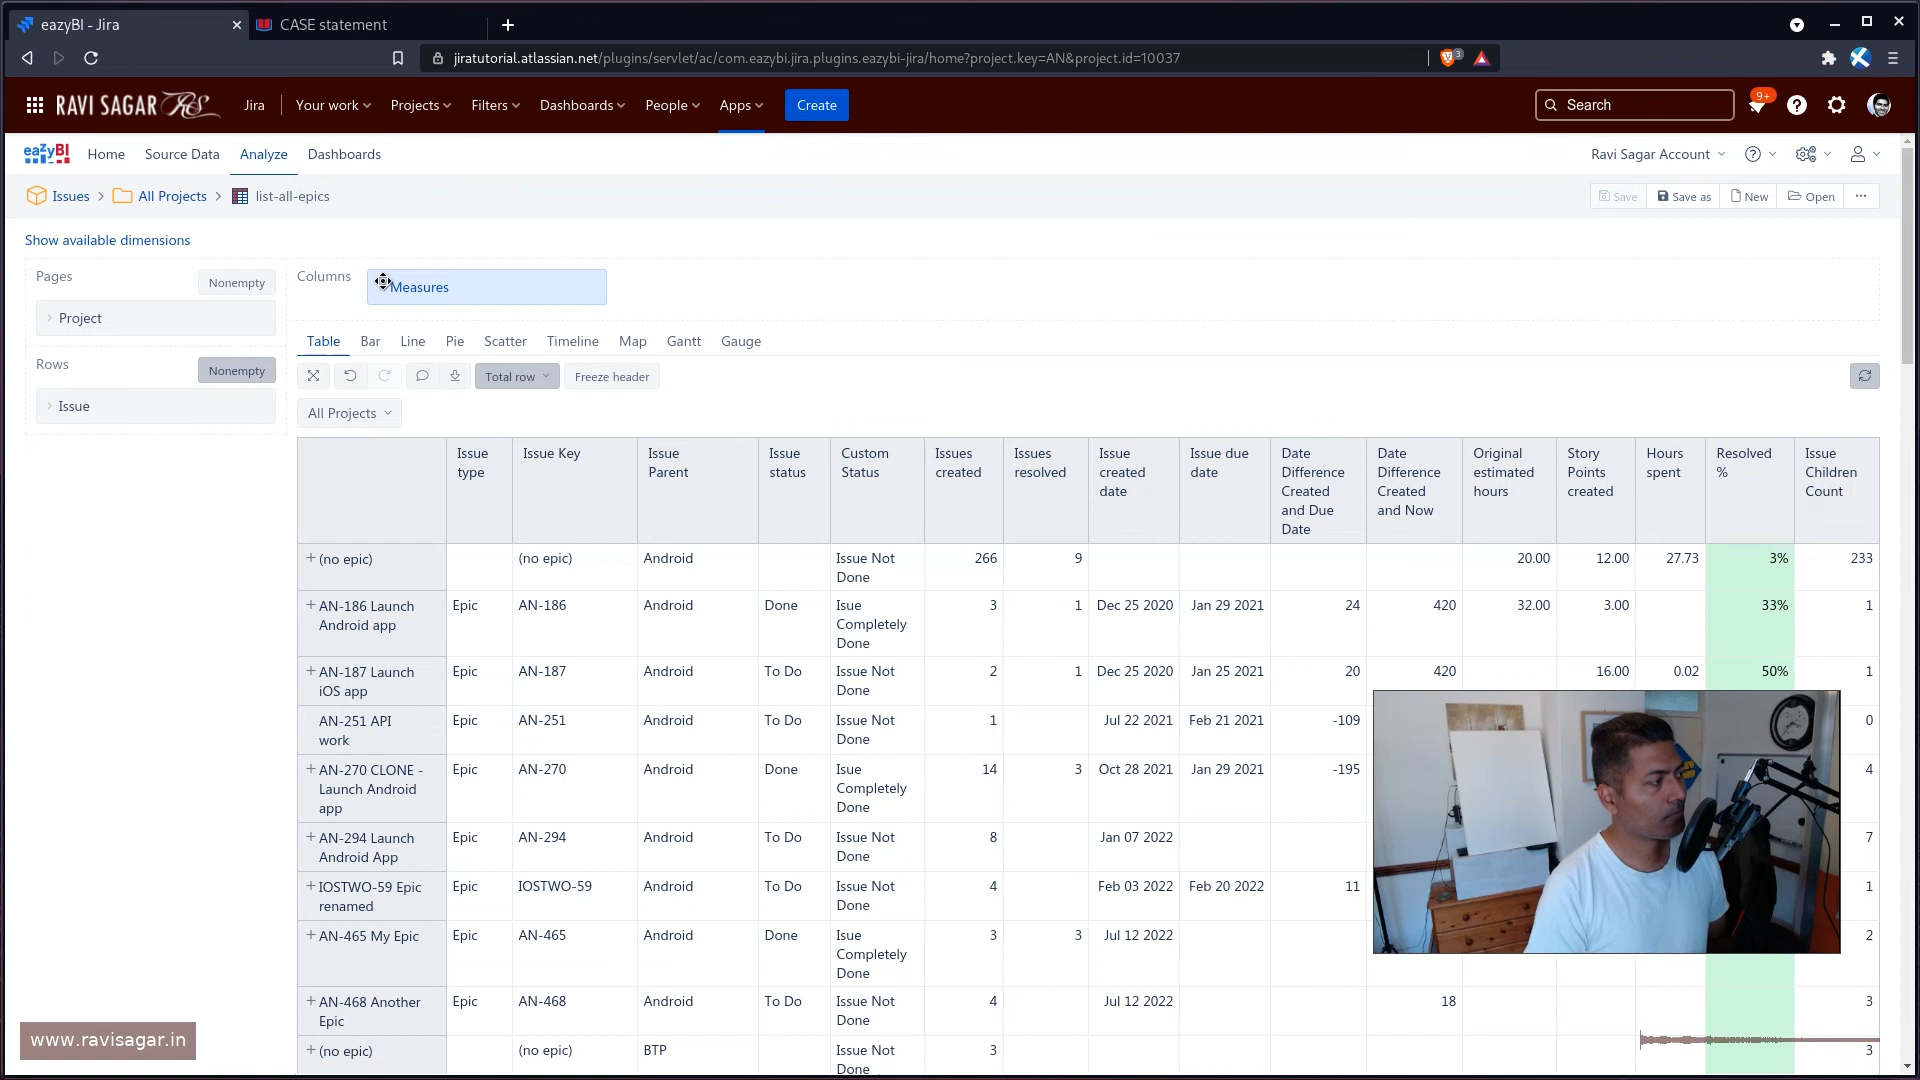 eazyBI - Jira
CASE statement
jiratutorial.atlassian.net/plugins/servlet/ac/com.eazybi.jira.plugins.eazybi-jira/home?project.key=AN&project.id=10037
3
RAVI SAGAR RS
Jira
Your work
Projects
Filters
Dashboards
People
Apps
Create
Search
9+
eazyBI
Home
Source Data
Analyze
Dashboards
Ravi Sagar Account
Issues
All Projects
list-all-epics
Save
Save as
New
Open
Show available dimensions
Pages
Nonempty
Project
Rows
Nonempty
Issue
Columns
Measures
Table Bar Line Pie Scatter Timeline Map Gantt Gauge
Total row
Freeze header
All Projects
Issue type
Issue Key
Issue Parent
Issue status
Custom Status
Issues created
Issues resolved
Issue created date
Issue due date
Date Difference Created and Due Date
Date Difference Created and Now
Original estimated hours
Story Points created
Hours spent
Resolved %
Issue Children Count
+ (no epic) (no epic) Android Issue Not Done 266 9 20.00 12.00 27.73 3% 233
+ AN-186 Launch Android app Epic AN-186 Android Done Isue Completely Done 3 1 Dec 25 2020 Jan 29 2021 24 420 32.00 3.00 33% 1
+ AN-187 Launch iOS app Epic AN-187 Android To Do Issue Not Done 2 1 Dec 25 2020 Jan 25 2021 20 420 16.00 0.02 50% 1
AN-251 API work Epic AN-251 Android To Do Issue Not Done 1 Jul 22 2021 Feb 21 2021 -109 0
+ AN-270 CLONE - Launch Android app Epic AN-270 Android Done Isue Completely Done 14 3 Oct 28 2021 Jan 29 2021 -195 4
+ AN-294 Launch Android App Epic AN-294 Android To Do Issue Not Done 8 Jan 07 2022 7
+ IOSTWO-59 Epic renamed Epic IOSTWO-59 Android To Do Issue Not Done 4 Feb 03 2022 Feb 20 2022 11 1
+ AN-465 My Epic Epic AN-465 Android Done Isue Completely Done 3 3 Jul 12 2022 2
+ AN-468 Another Epic Epic AN-468 Android To Do Issue Not Done 4 Jul 12 2022 18 3
+ (no epic) (no epic) BTP Issue Not Done 3 3
www.ravisagar.in